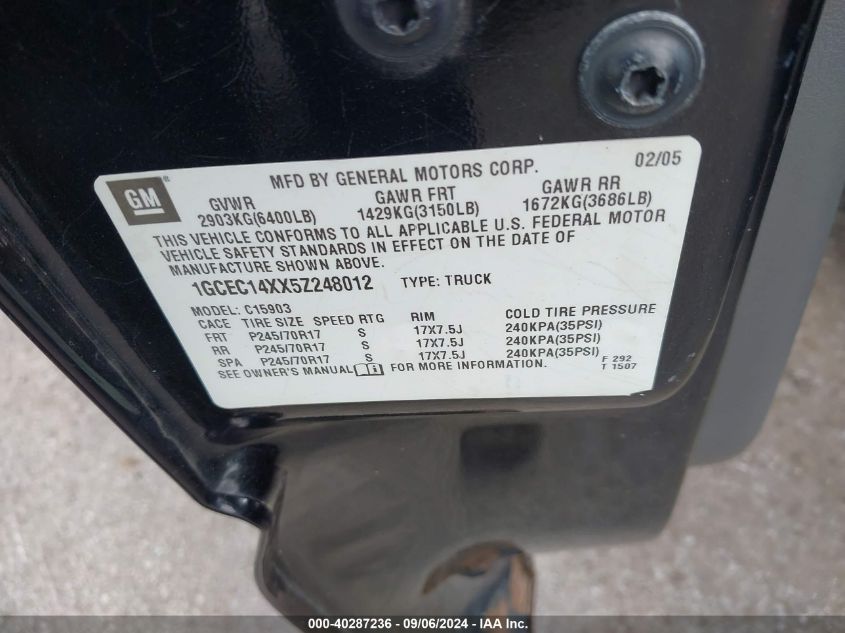 MFD BY GENERAL MOTORS CORP. 02/05
GM®
GVWR GAWR FRT GAWR RR
2903KG(6400LB) 1429KG(3150LB) 1672KG(3686LB)
THIS VEHICLE CONFORMS TO ALL APPLICABLE U.S. FEDERAL MOTOR
VEHICLE SAFETY STANDARDS IN EFFECT ON THE DATE OF
MANUFACTURE SHOWN ABOVE.
1GCEC14XX5Z248012 TYPE: TRUCK
MODEL: C15903
CACE TIRE SIZE SPEED RTG RIM COLD TIRE PRESSURE
FRT P245/70R17 S 17X7.5J 240KPA(35PSI)
RR P245/70R17 S 17X7.5J 240KPA(35PSI)
SPA P245/70R17 S 17X7.5J 240KPA(35PSI)
SEE OWNER'S MANUAL i FOR MORE INFORMATION.
F 292
T 1507
000-40287236 - 09/06/2024 - IAA Inc.